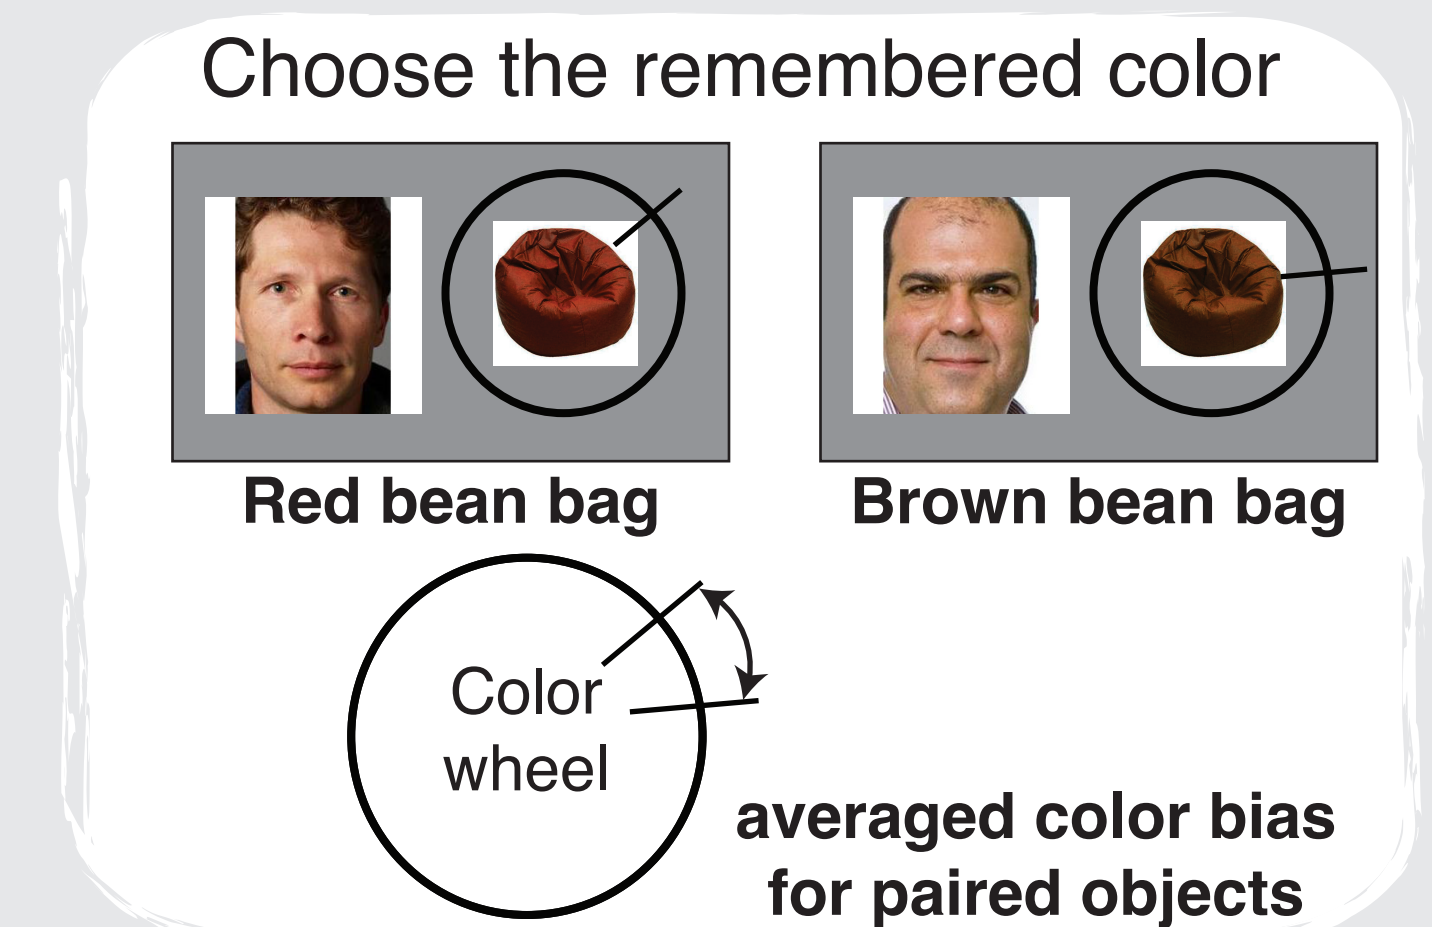 Choose the remembered color
Red bean bag
Brown bean bag
Color
wheel
averaged color bias
for paired objects